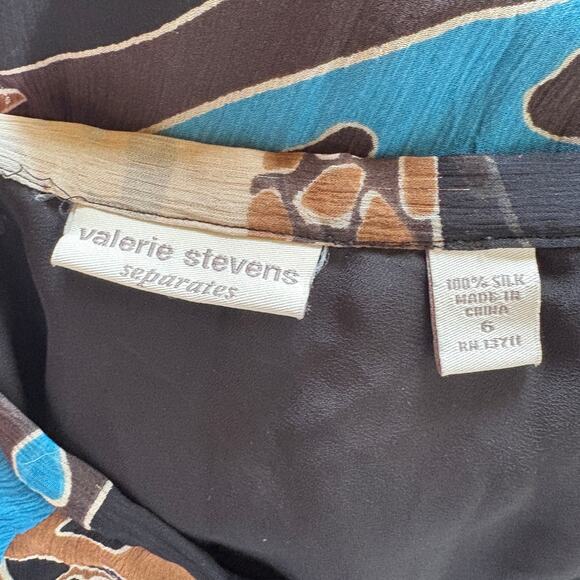 valerie stevens
separates
100% SILK
MADE IN
CHINA
6
RN 13711